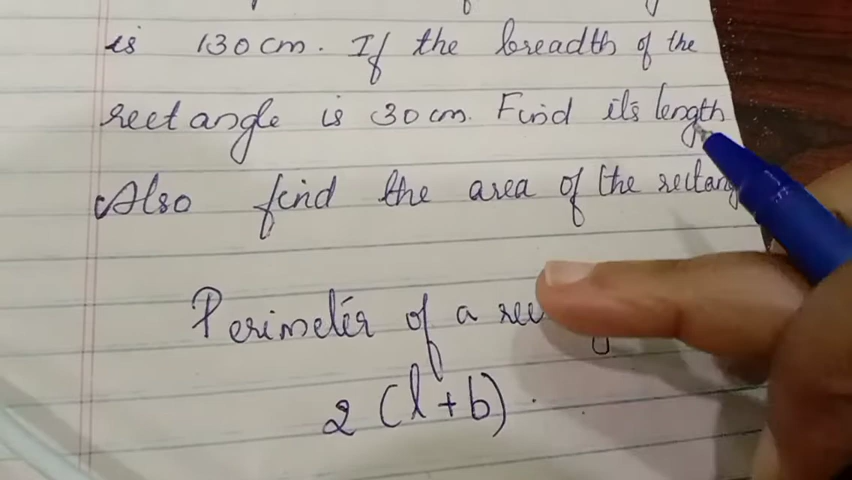 is 130 cm. If the breadth of the
rectangle is 30 cm. Find its length
Also find the area of the
Perimeter of a
2 (l+b).